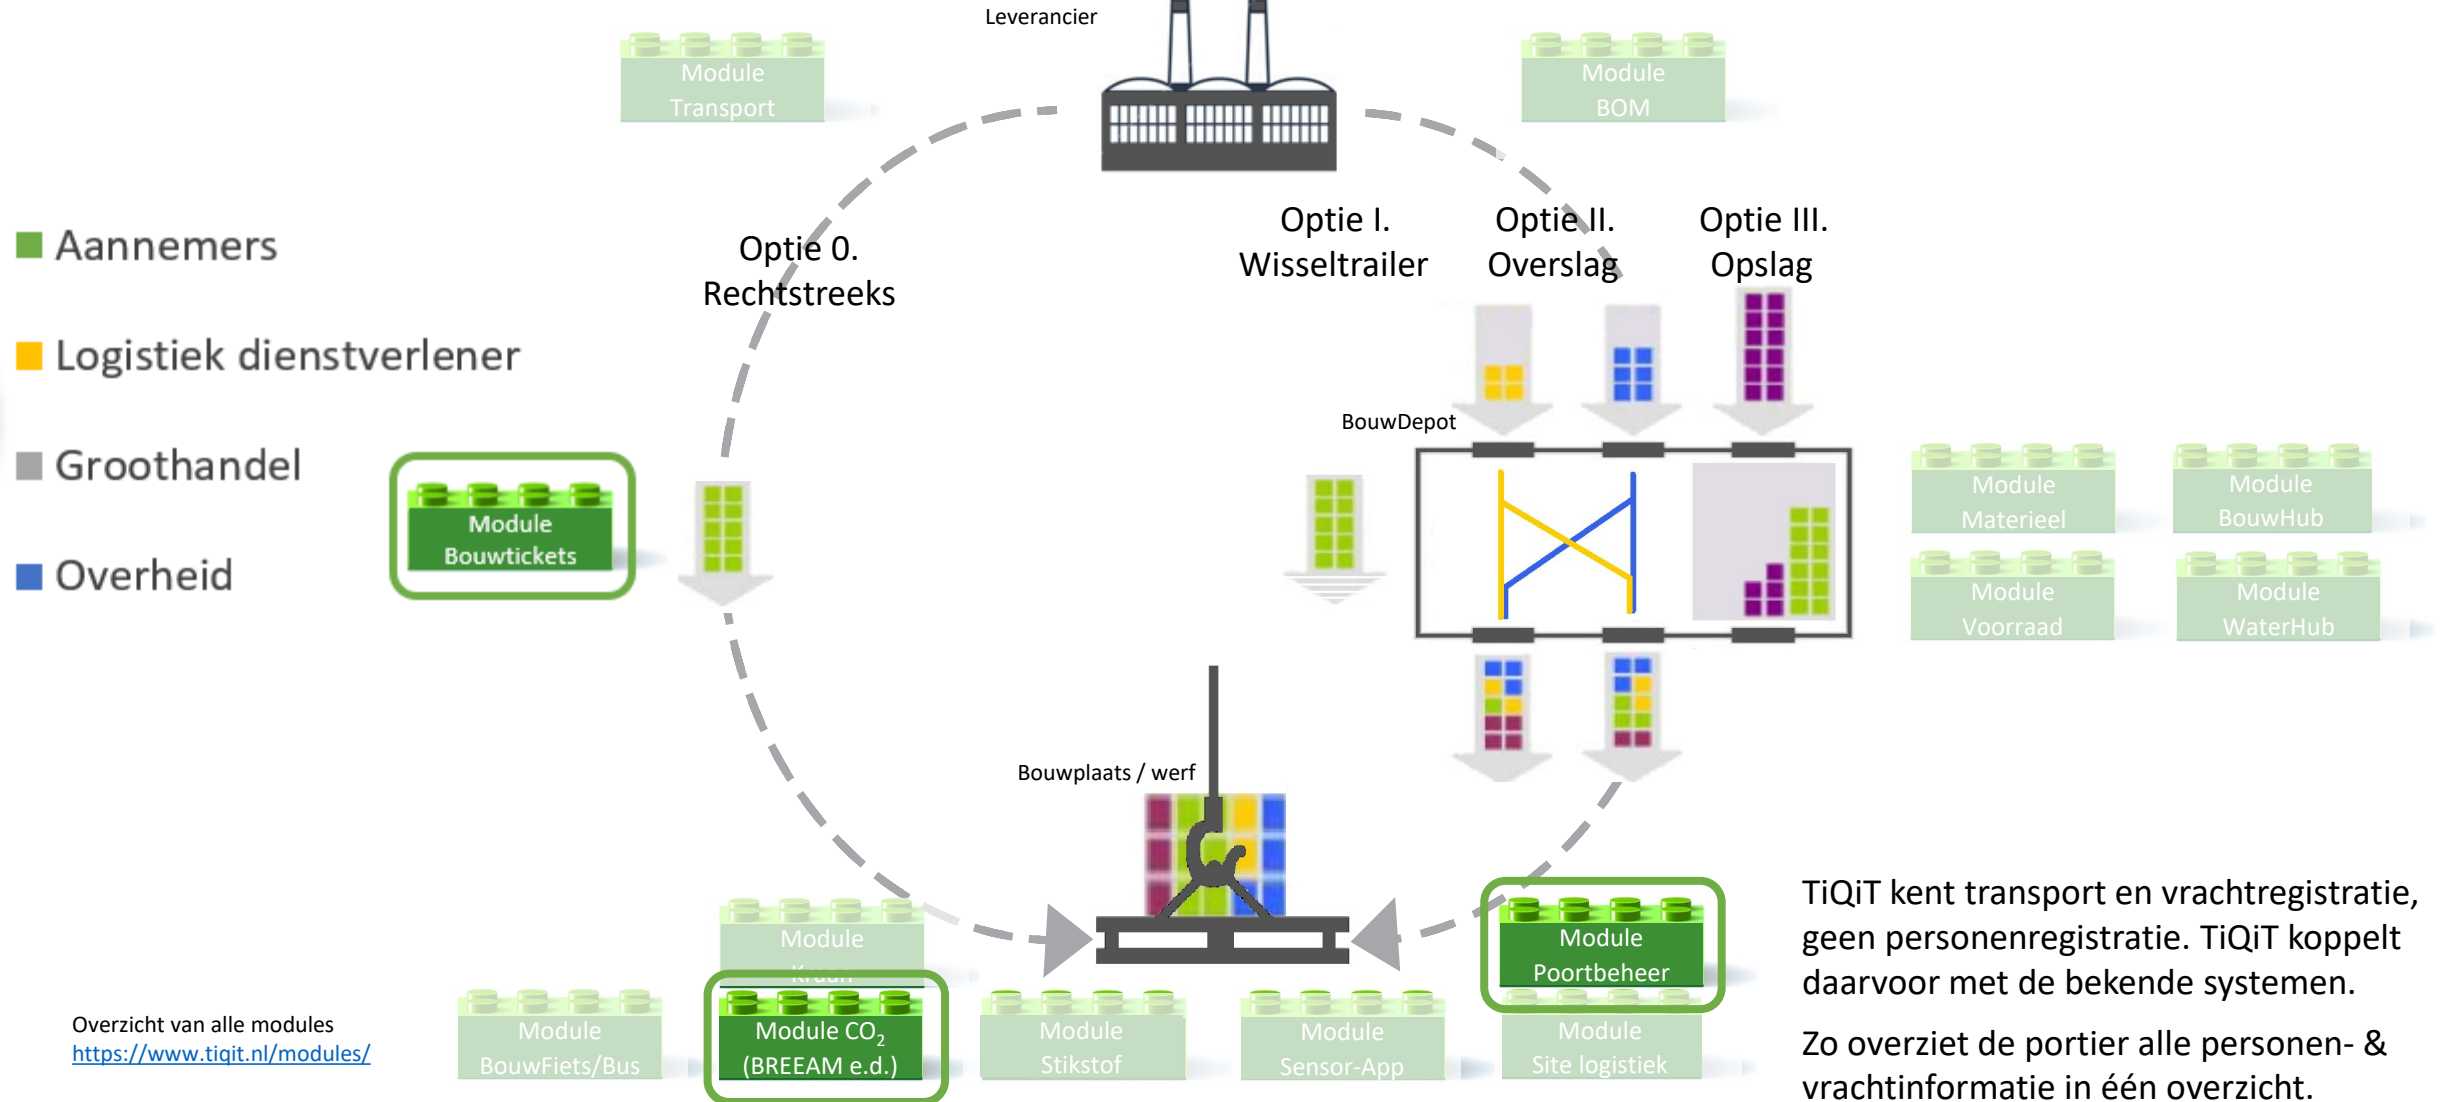 Leverancier
Module
Transport
Module
BOM
Aannemers
Logistiek dienstverlener
Groothandel
Overheid
Optie 0.
Rechtstreeks
Optie I.
Wisseltrailer
Optie II.
Overslag
Optie III.
Opslag
BouwDepot
Module
Bouwtickets
Module
Materieel
Module
BouwHub
Module
Voorraad
Module
WaterHub
Bouwplaats / werf
Module
Kraan
Module
Poortbeheer
Module
BouwFiets/Bus
Module CO₂
(BREEAM e.d.)
Module
Stikstof
Module
Sensor-App
Module
Site logistiek
Overzicht van alle modules
https://www.tiqit.nl/modules/
TiQiT kent transport en vrachtregistratie,
geen personenregistratie. TiQiT koppelt
daarvoor met de bekende systemen.
Zo overziet de portier alle personen- &
vrachtinformatie in één overzicht.